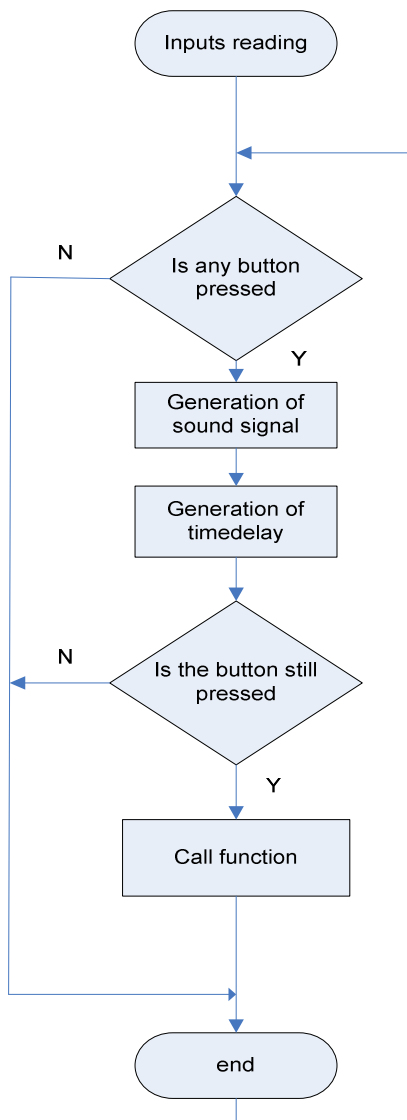 Inputs reading
Is any button
pressed
N
Y
Generation of
sound signal
Generation of
timedelay
Is the button still
pressed
N
Y
Call function
end